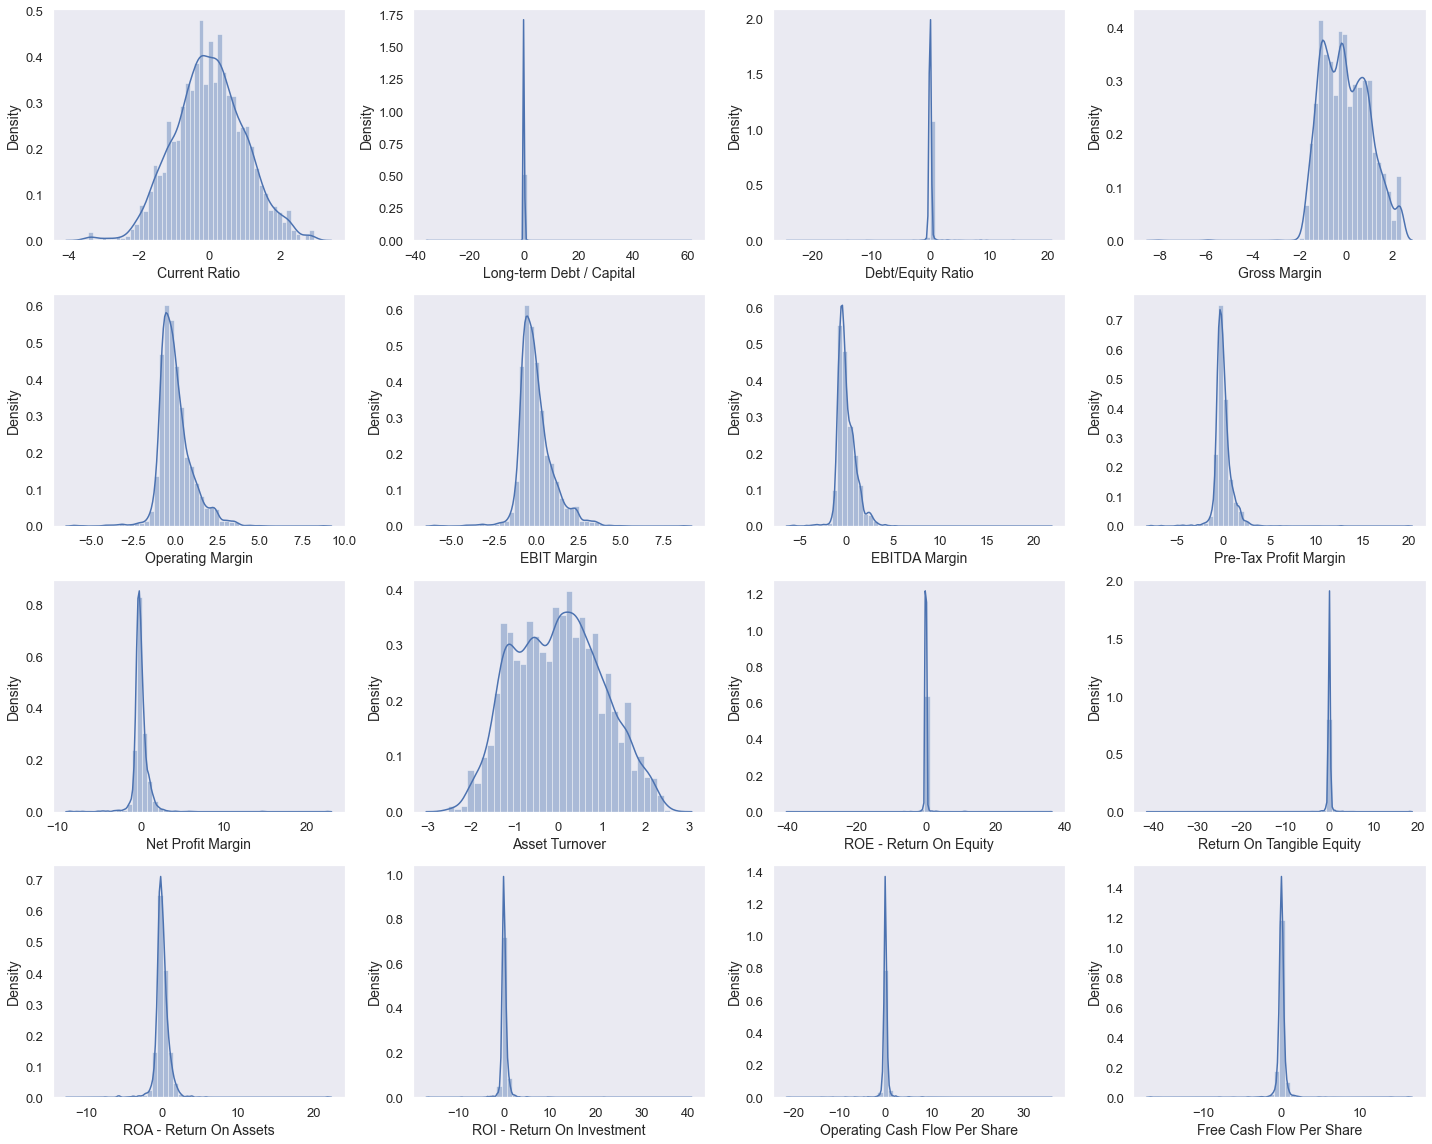 Density
0.5
0.4
0.3
0.2
0.1
0.0
−4 −2 0 2
Current Ratio
Density
1.75
1.50
1.25
1.00
0.75
0.50
0.25
0.00
−40 −20 0 20 40 60
Long-term Debt / Capital
Density
2.0
1.5
1.0
0.5
0.0
−20 −10 0 10 20
Debt/Equity Ratio
Density
0.4
0.3
0.2
0.1
0.0
−8 −6 −4 −2 0 2
Gross Margin
Density
0.6
0.5
0.4
0.3
0.2
0.1
0.0
−5.0 −2.5 0.0 2.5 5.0 7.5 10.0
Operating Margin
Density
0.6
0.5
0.4
0.3
0.2
0.1
0.0
−5.0 −2.5 0.0 2.5 5.0 7.5
EBIT Margin
Density
0.6
0.5
0.4
0.3
0.2
0.1
0.0
−5 0 5 10 15 20
EBITDA Margin
Density
0.7
0.6
0.5
0.4
0.3
0.2
0.1
0.0
−5 0 5 10 15 20
Pre-Tax Profit Margin
Density
0.8
0.6
0.4
0.2
0.0
−10 0 10 20
Net Profit Margin
Density
0.4
0.3
0.2
0.1
0.0
−3 −2 −1 0 1 2 3
Asset Turnover
Density
1.2
1.0
0.8
0.6
0.4
0.2
0.0
−40 −20 0 20 40
ROE - Return On Equity
Density
2.0
1.5
1.0
0.5
0.0
−40 −30 −20 −10 0 10 20
Return On Tangible Equity
Density
0.7
0.6
0.5
0.4
0.3
0.2
0.1
0.0
−10 0 10 20
ROA - Return On Assets
Density
1.0
0.8
0.6
0.4
0.2
0.0
−10 0 10 20 30 40
ROI - Return On Investment
Density
1.4
1.2
1.0
0.8
0.6
0.4
0.2
0.0
−20 −10 0 10 20 30
Operating Cash Flow Per Share
Density
1.4
1.2
1.0
0.8
0.6
0.4
0.2
0.0
−10 0 10
Free Cash Flow Per Share